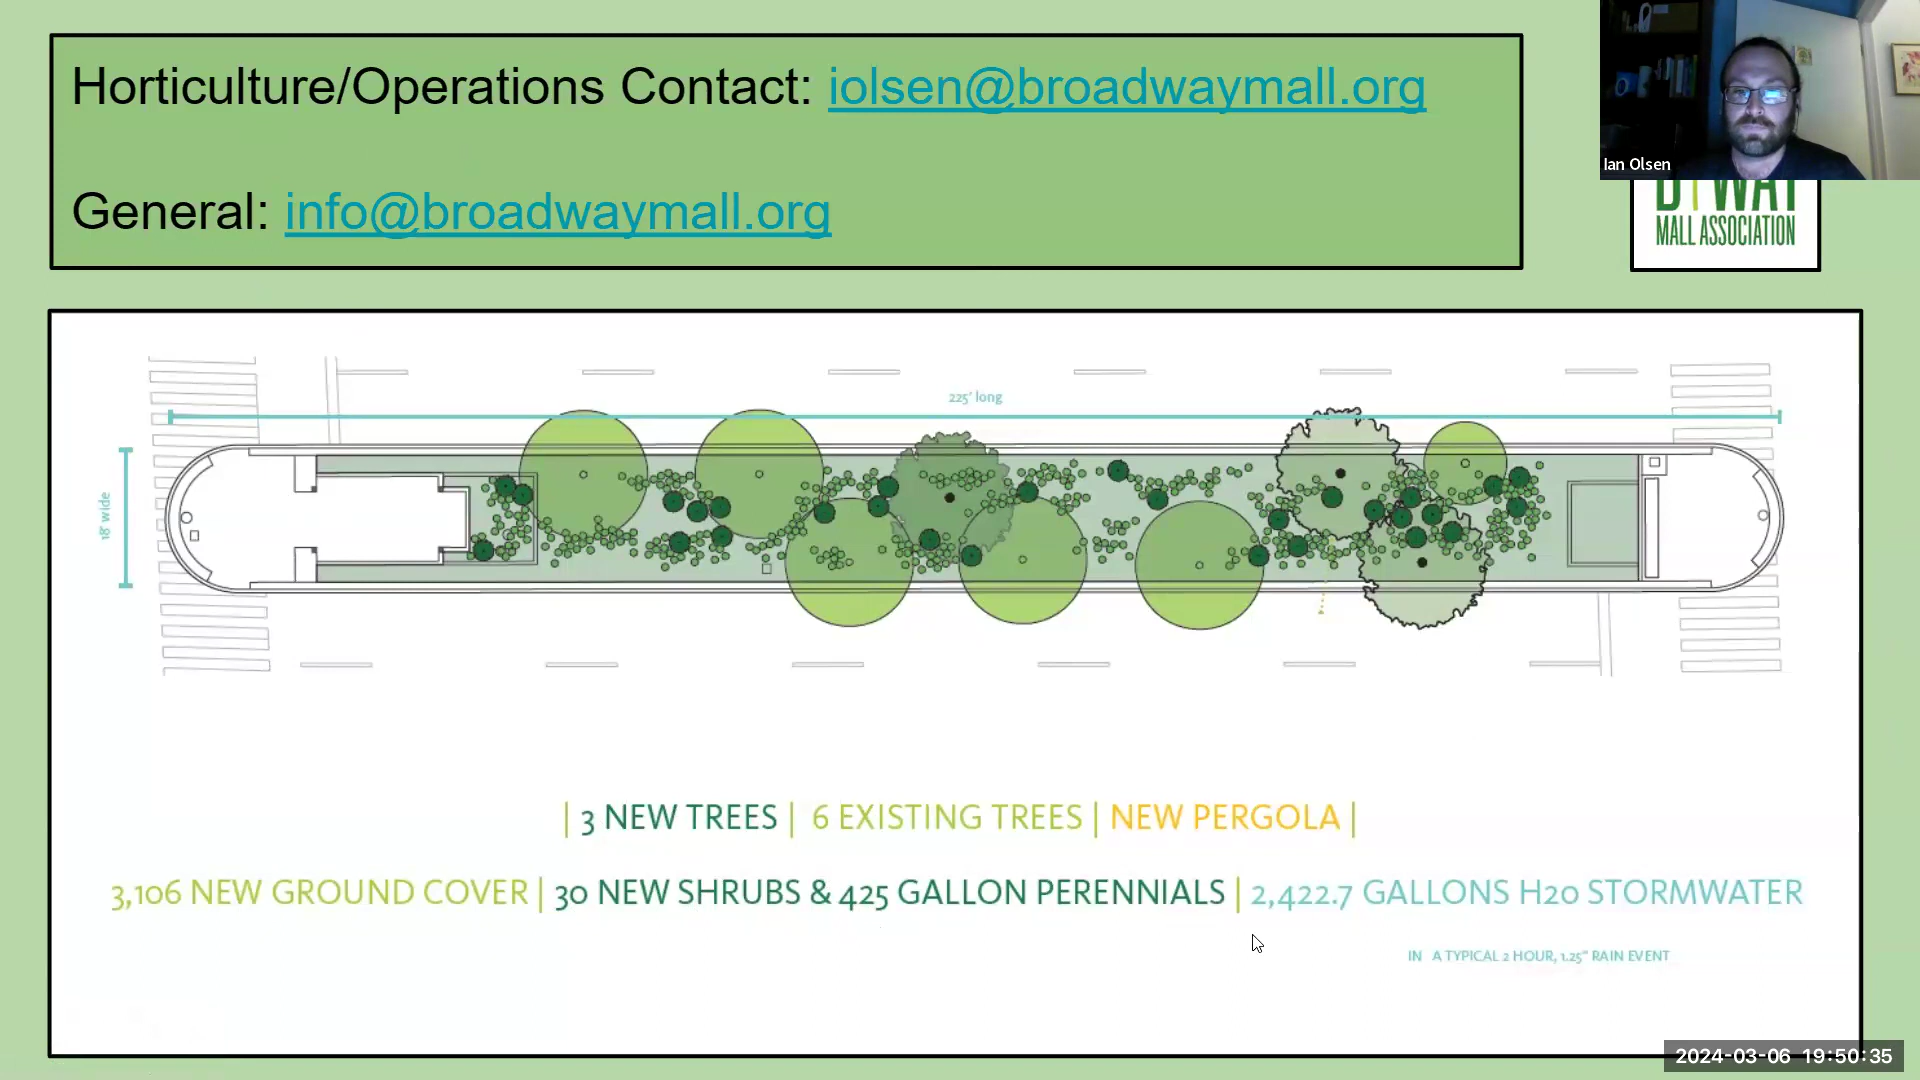 Horticulture/Operations Contact: iolsen@broadwaymall.org
General: info@broadwaymall.org
Ian Olsen
MALL ASSOCIATION
225' long
18' wide
| 3 NEW TREES | 6 EXISTING TREES | NEW PERGOLA |
3,106 NEW GROUND COVER | 30 NEW SHRUBS & 425 GALLON PERENNIALS | 2,422.7 GALLONS H20 STORMWATER
IN A TYPICAL 2 HOUR, 1.25" RAIN EVENT
2024-03-06 19:50:35